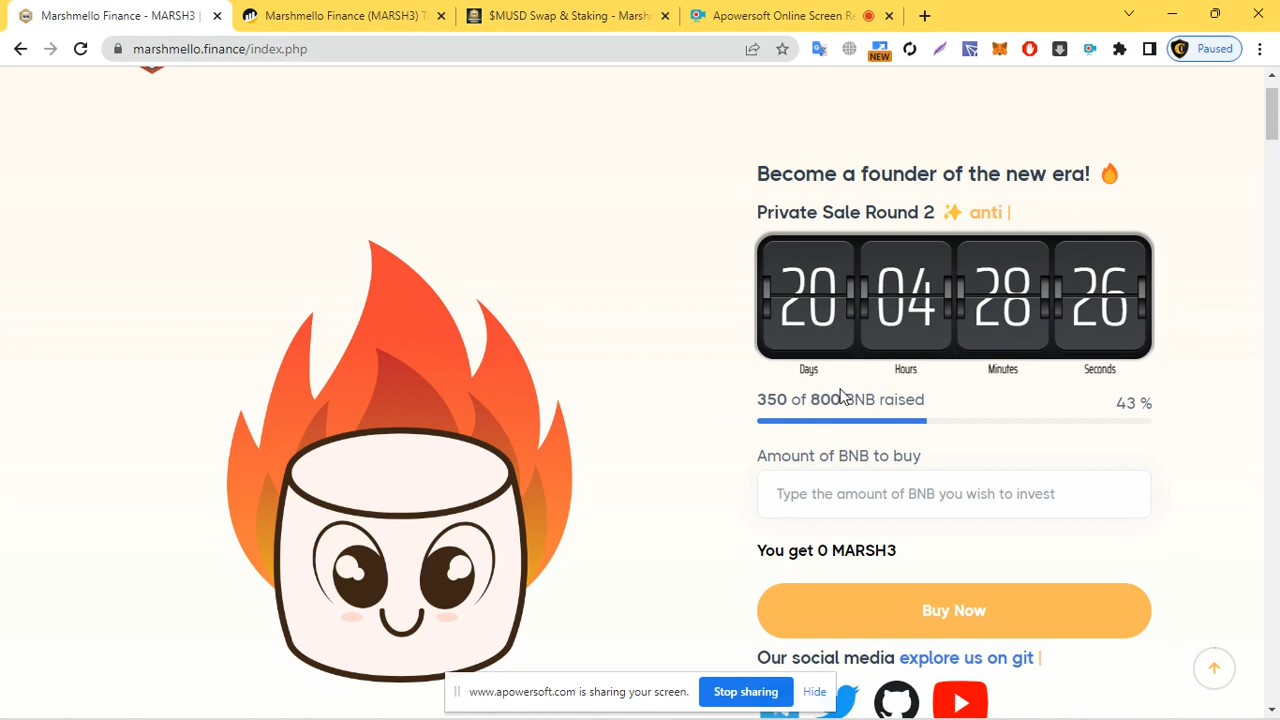 Marshmello Finance - MARSH3 |
Marshmello Finance (MARSH3) T
$MUSD Swap & Staking - Marshm
Apowersoft Online Screen Re
marshmello.finance/index.php
NEW
Paused
Become a founder of the new era! 🔥
Private Sale Round 2 ✨ anti |
20 04 28 26
Days Hours Minutes Seconds
350 of 800 BNB raised 43 %
Amount of BNB to buy
Type the amount of BNB you wish to invest
You get 0 MARSH3
Buy Now
Our social media explore us on git |
www.apowersoft.com is sharing your screen. Stop sharing Hide